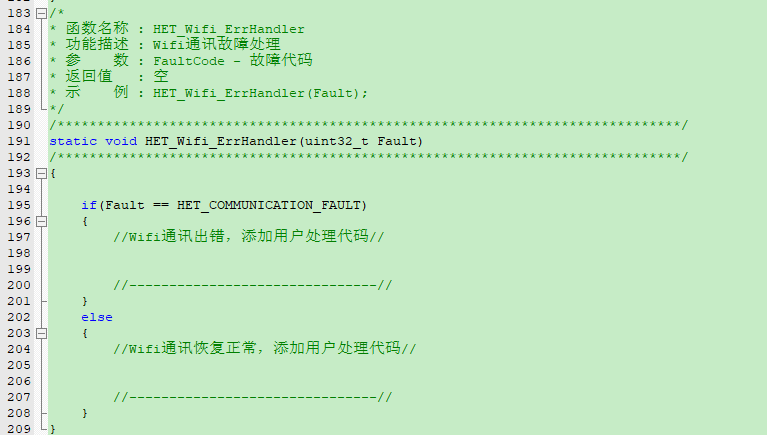 183 /*
184 * 函数名称 : HET_Wifi_ErrHandler
185 * 功能描述 : Wifi通讯故障处理
186 * 参    数 : FaultCode - 故障代码
187 * 返回值   : 空
188 * 示    例 : HET_Wifi_ErrHandler(Fault);
189 */
190 /******************************************************************************/
191 static void HET_Wifi_ErrHandler(uint32_t Fault)
192 /******************************************************************************/
193 {
194
195     if(Fault == HET_COMMUNICATION_FAULT)
196     {
197         //Wifi通讯出错，添加用户处理代码//
198
199
200         //-------------------------------//
201     }
202     else
203     {
204         //Wifi通讯恢复正常，添加用户处理代码//
205
206
207         //-------------------------------//
208     }
209 }